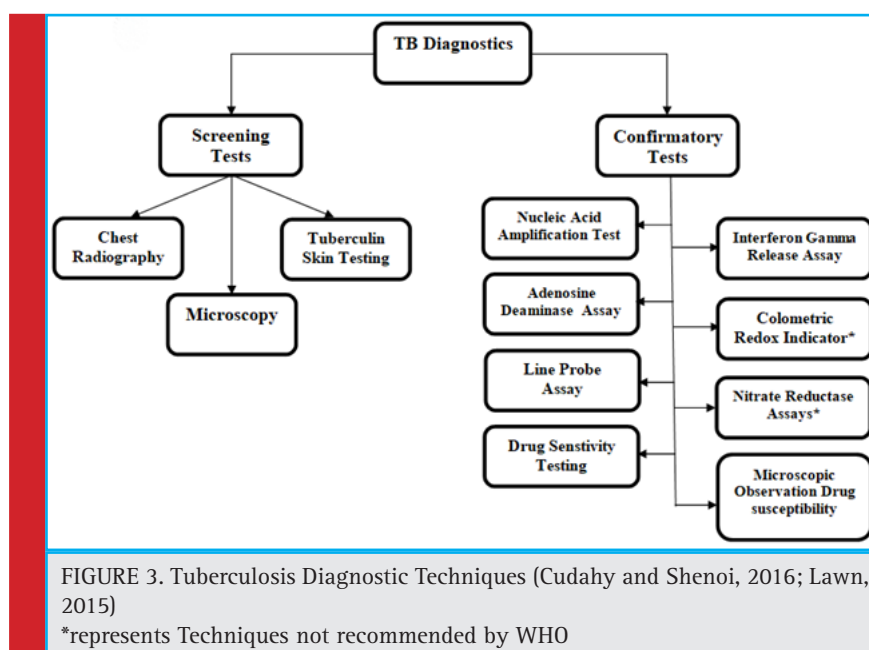 TB Diagnostics
Screening
Tests
Confirmatory
Tests
Chest
Radiography
Tuberculin
Skin Testing
Microscopy
Nucleic Acid
Amplification Test
Interferon Gamma
Release Assay
Adenosine
Deaminase Assay
Colometric
Redox Indicator*
Line Probe
Assay
Nitrate Reductase
Assays*
Drug Senstivity
Testing
Microscopic
Observation Drug
susceptibility
FIGURE 3. Tuberculosis Diagnostic Techniques (Cudahy and Shenoi, 2016; Lawn,
2015)
*represents Techniques not recommended by WHO